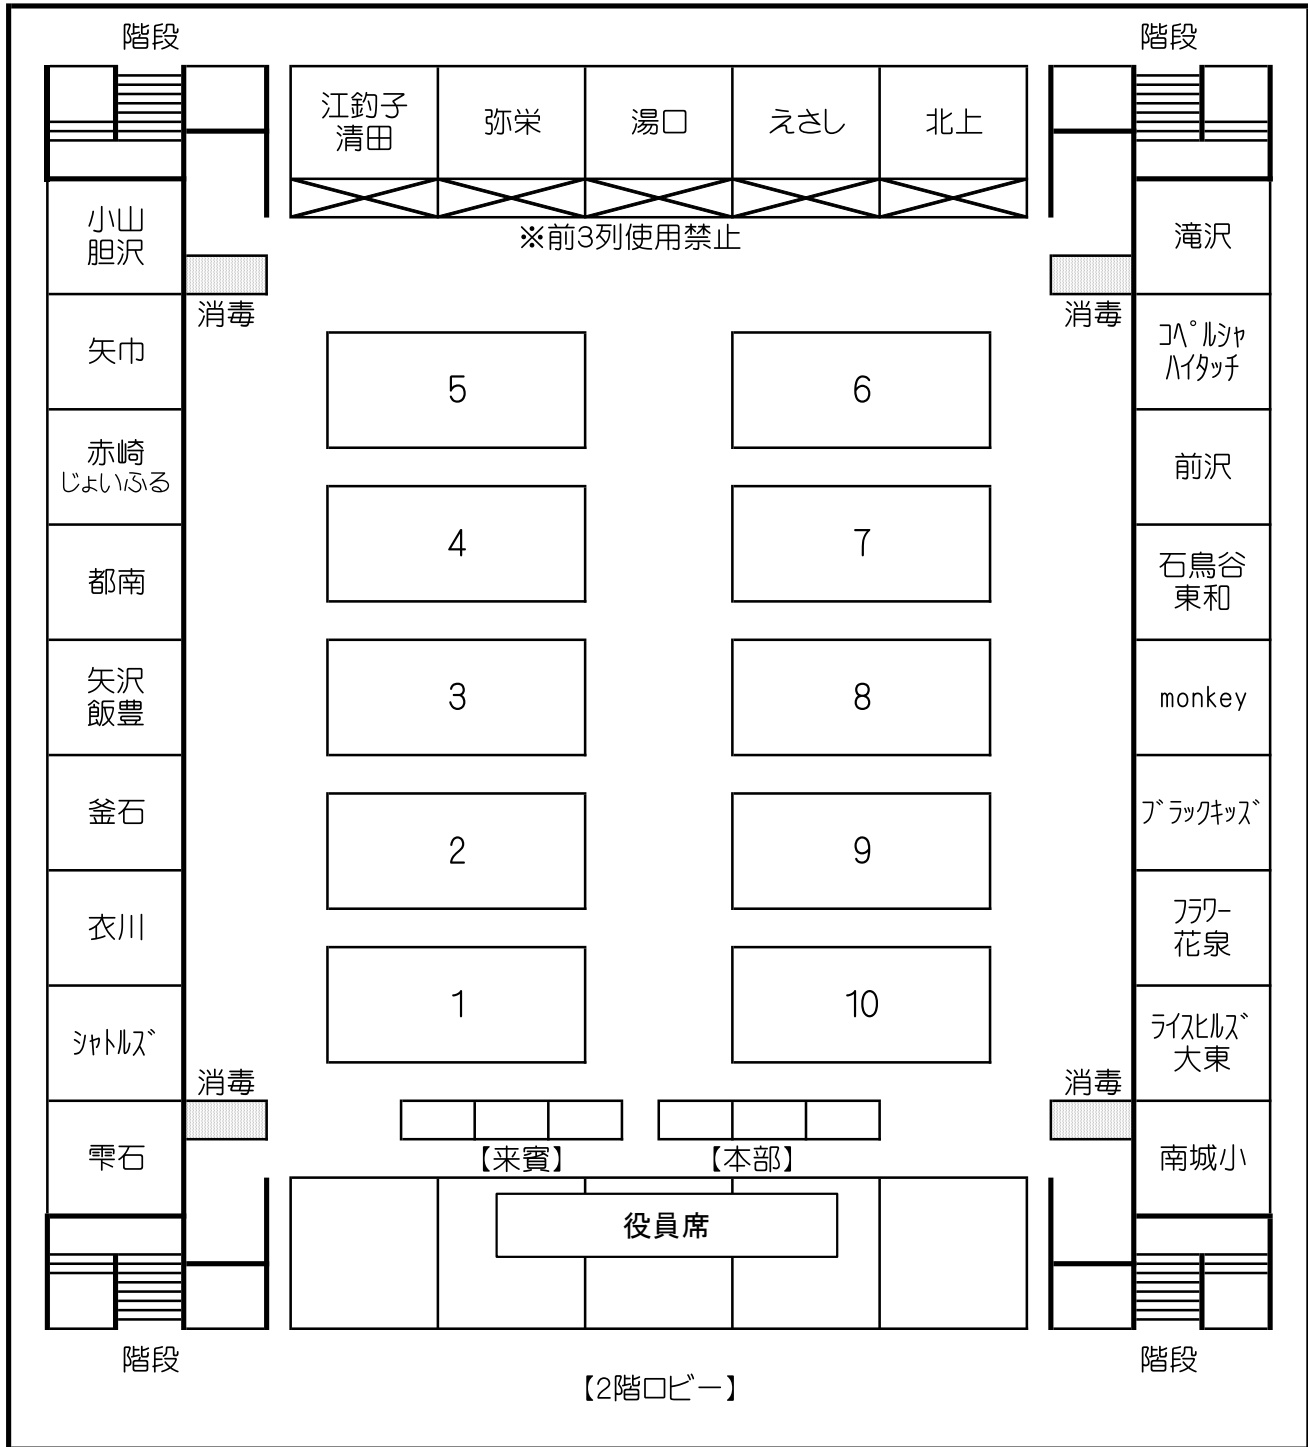 階段
階段
江釣子
清田
弥栄
湯口
えさし
北上
※前3列使用禁止
小山
胆沢
滝沢
消毒
消毒
矢巾
ｺﾍﾟﾙｼｬ
ﾊｲﾀｯﾁ
5
6
赤崎
じょいふる
前沢
4
7
都南
石鳥谷
東和
3
8
矢沢
飯豊
monkey
釜石
ﾌﾞﾗｯｸｷｯｽﾞ
2
9
衣川
ﾌﾗﾜｰ
花泉
1
10
ｼｬﾄﾙｽﾞ
ﾗｲｽﾋﾙｽﾞ
大東
消毒
消毒
雫石
【来賓】
【本部】
南城小
役員席
階段
階段
【2階ロビー】